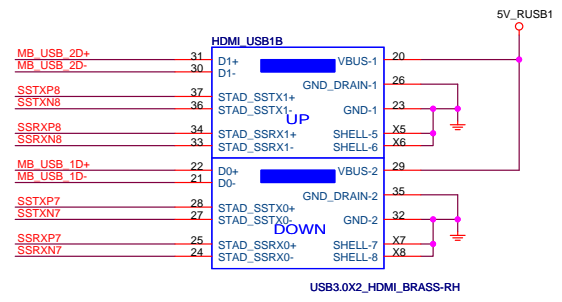 5V_RUSB1
HDMI_USB1B
MB_USB_2D+ 31 D1+ VBUS-1 20
MB_USB_2D- 30 D1-
GND_DRAIN-1 26
SSTXP8 37 STAD_SSTX1+
SSTXN8 36 STAD_SSTX1- GND-1 23
UP
SSRXP8 34 STAD_SSRX1+ SHELL-5 X5
SSRXN8 33 STAD_SSRX1- SHELL-6 X6
MB_USB_1D+ 22 D0+ VBUS-2 29
MB_USB_1D- 21 D0-
GND_DRAIN-2 35
SSTXP7 28 STAD_SSTX0+
SSTXN7 27 STAD_SSTX0- GND-2 32
DOWN
SSRXP7 25 STAD_SSRX0+ SHELL-7 X7
SSRXN7 24 STAD_SSRX0- SHELL-8 X8
USB3.0X2_HDMI_BRASS-RH